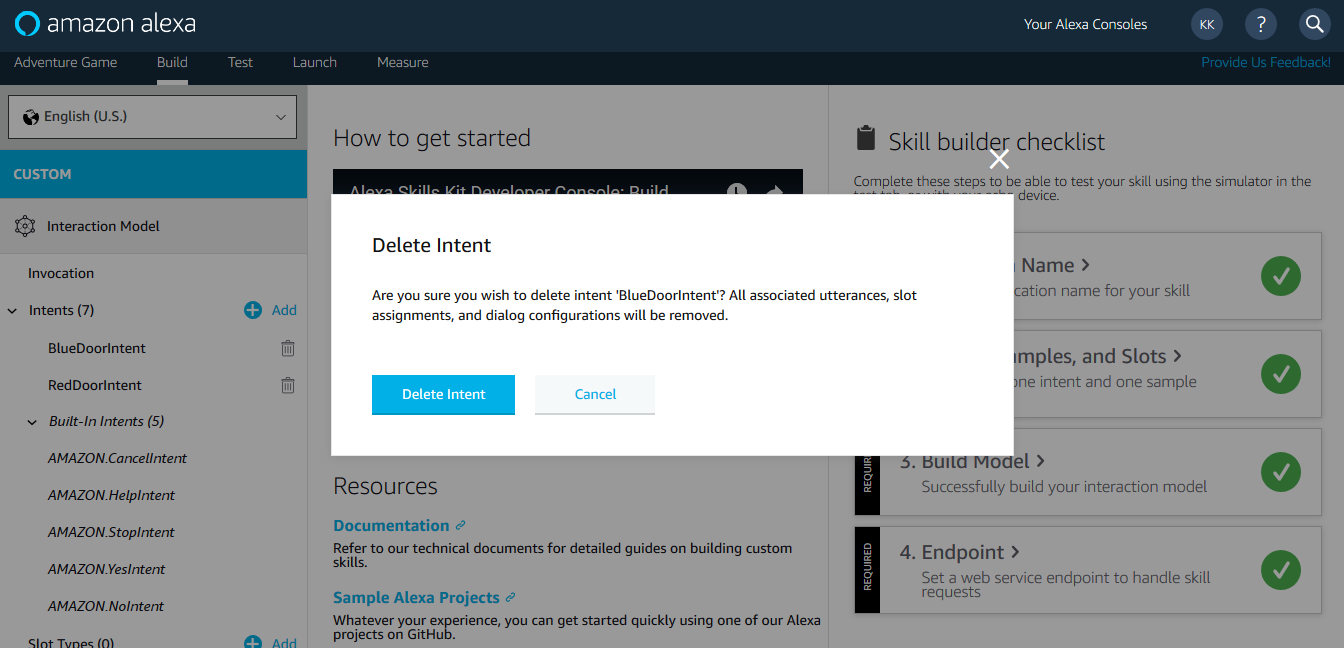 amazon alexa
Your Alexa Consoles
KK
?
Adventure Game
Build
Test
Launch
Measure
Provide Us Feedback!
English (U.S.)
CUSTOM
Interaction Model
Invocation
Intents (7)
Add
BlueDoorIntent
RedDoorIntent
Built-In Intents (5)
AMAZON.CancelIntent
AMAZON.HelpIntent
AMAZON.StopIntent
AMAZON.YesIntent
AMAZON.NoIntent
Slot Types (0)
Add
How to get started
Alexa Skills Kit Developer Console: Build
Delete Intent
Are you sure you wish to delete intent 'BlueDoorIntent'? All associated utterances, slot
assignments, and dialog configurations will be removed.
Delete Intent
Cancel
Resources
Documentation
Refer to our technical documents for detailed guides on building custom
skills.
Sample Alexa Projects
Whatever your experience, you can get started quickly using one of our Alexa
projects on GitHub.
Skill builder checklist
Complete these steps to be able to test your skill using the simulator in the
test tab, or with your echo device.
Name >
cation name for your skill
mples, and Slots >
one intent and one sample
REQUIRED
3. Build Model >
Successfully build your interaction model
REQUIRED
4. Endpoint >
Set a web service endpoint to handle skill
requests